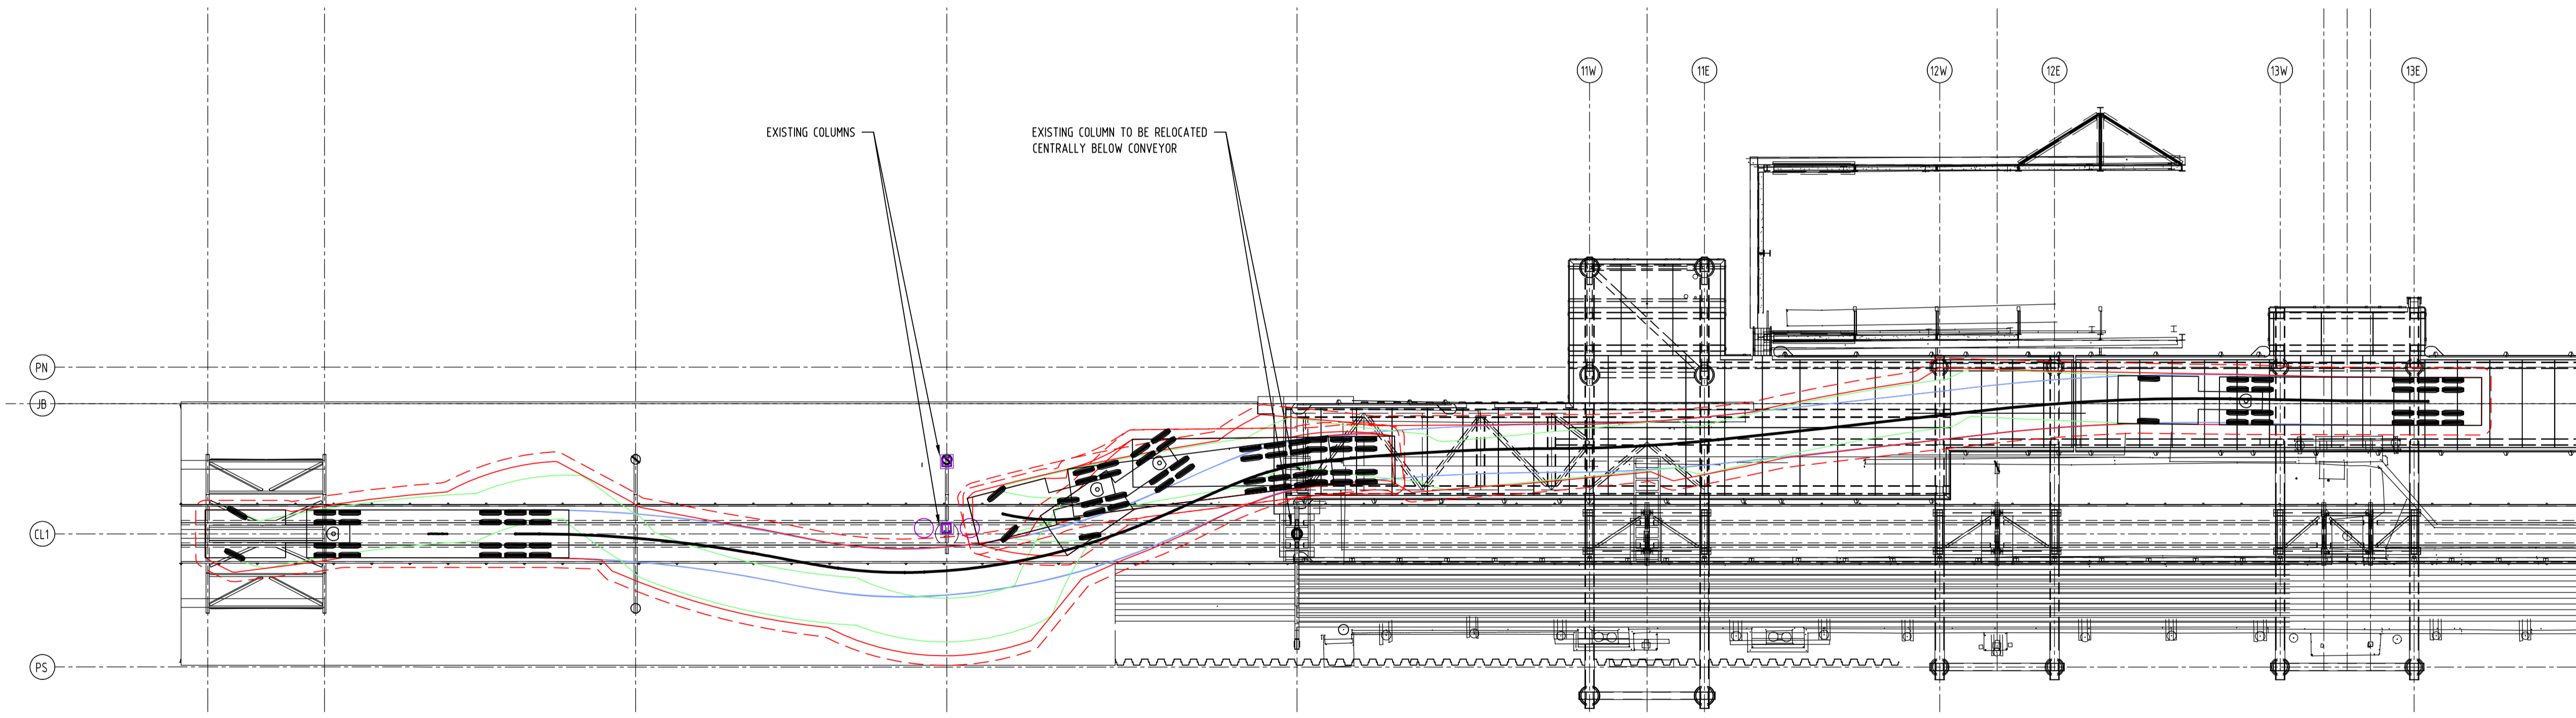 11W
11E
12W
12E
13W
13E
EXISTING COLUMNS
EXISTING COLUMN TO BE RELOCATED
CENTRALLY BELOW CONVEYOR
PN
JB
CL1
PS